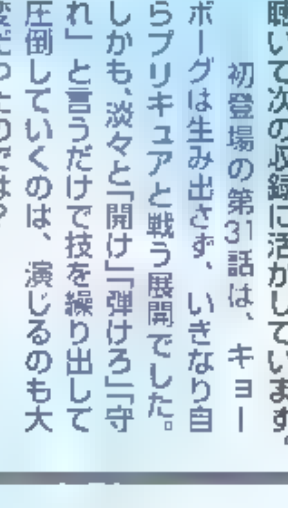 聴いて次の収録に活かしています。
初登場の第31話は、キョー
ボーグは生み出さず、いきなり自
らプリキュアと戦う展開でした。
しかも、淡々と「開け」「弾けろ」「守
れ」と言うだけで技を繰り出して
圧倒していくのは、演じるのも大
変だったのでは？